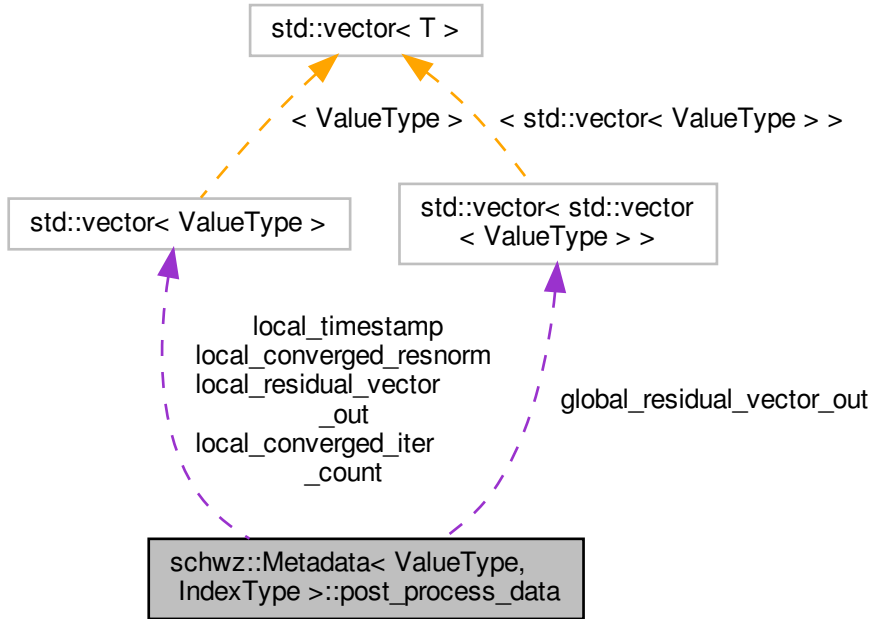 std::vector< T >
< ValueType >
< std::vector< ValueType > >
std::vector< ValueType >
std::vector< std::vector
< ValueType > >
local_timestamp
local_converged_resnorm
local_residual_vector
_out
local_converged_iter
_count
global_residual_vector_out
schwz::Metadata< ValueType,
IndexType >::post_process_data